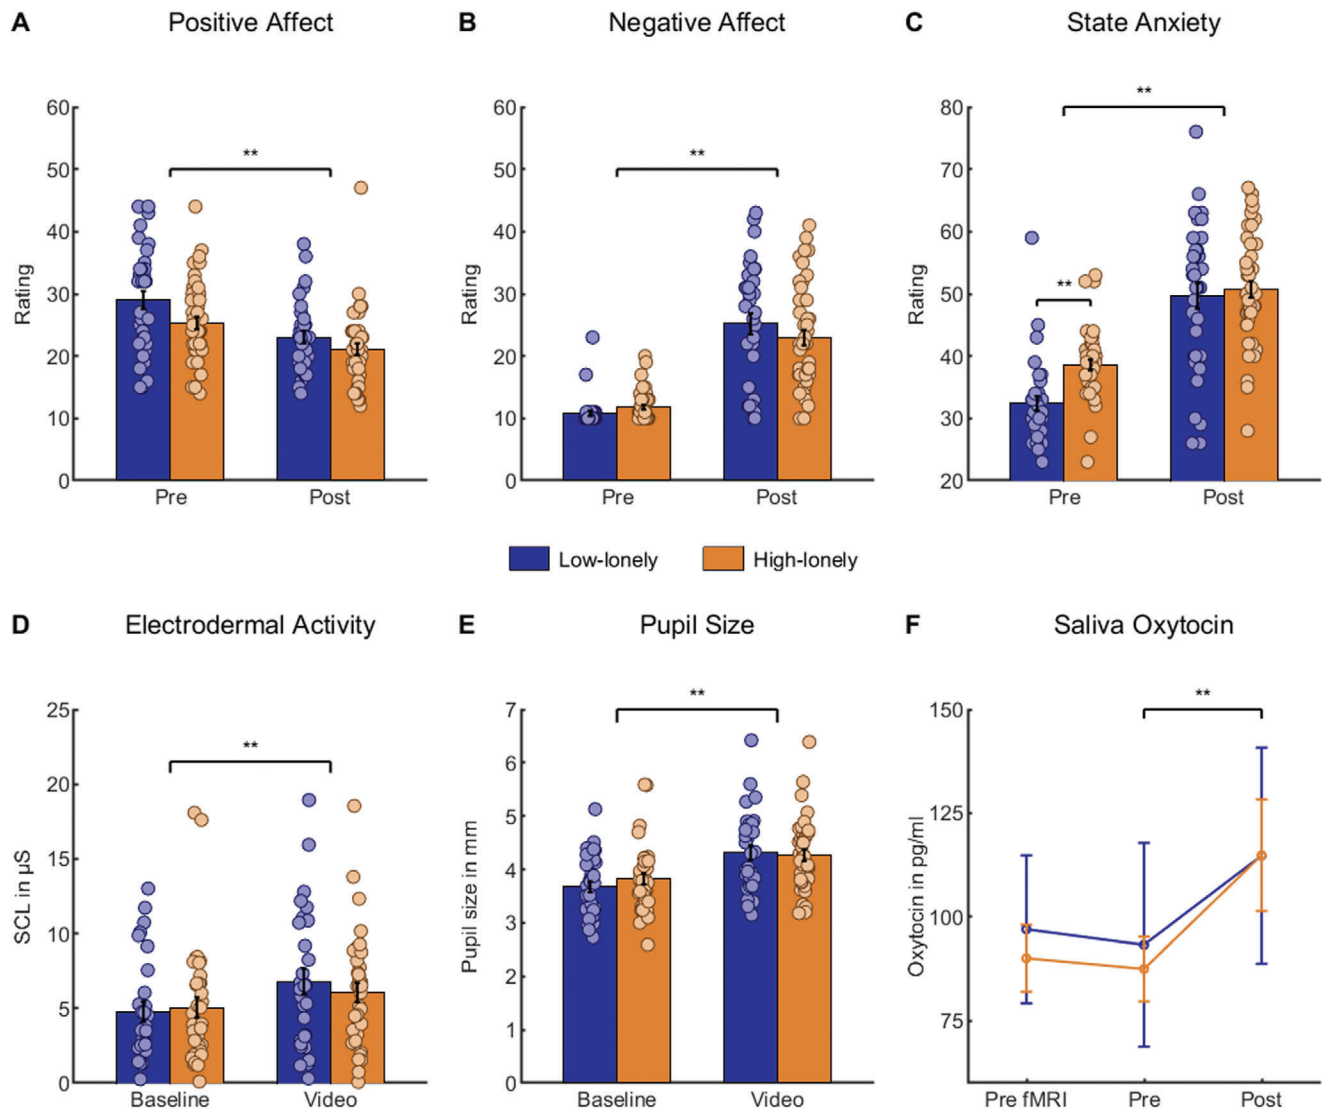 A Positive Affect
B Negative Affect
C State Anxiety
60
50
40
30
20
10
0
Rating
**
Pre Post
60
50
40
30
20
10
0
Rating
**
Pre Post
80
70
60
50
40
30
20
Rating
**
**
Pre Post
Low-lonely High-lonely
D Electrodermal Activity
E Pupil Size
F Saliva Oxytocin
25
20
15
10
5
0
SCL in µS
**
Baseline Video
7
6
5
4
3
2
1
0
Pupil size in mm
**
Baseline Video
150
125
100
75
Oxytocin in pg/ml
**
Pre fMRI Pre Post